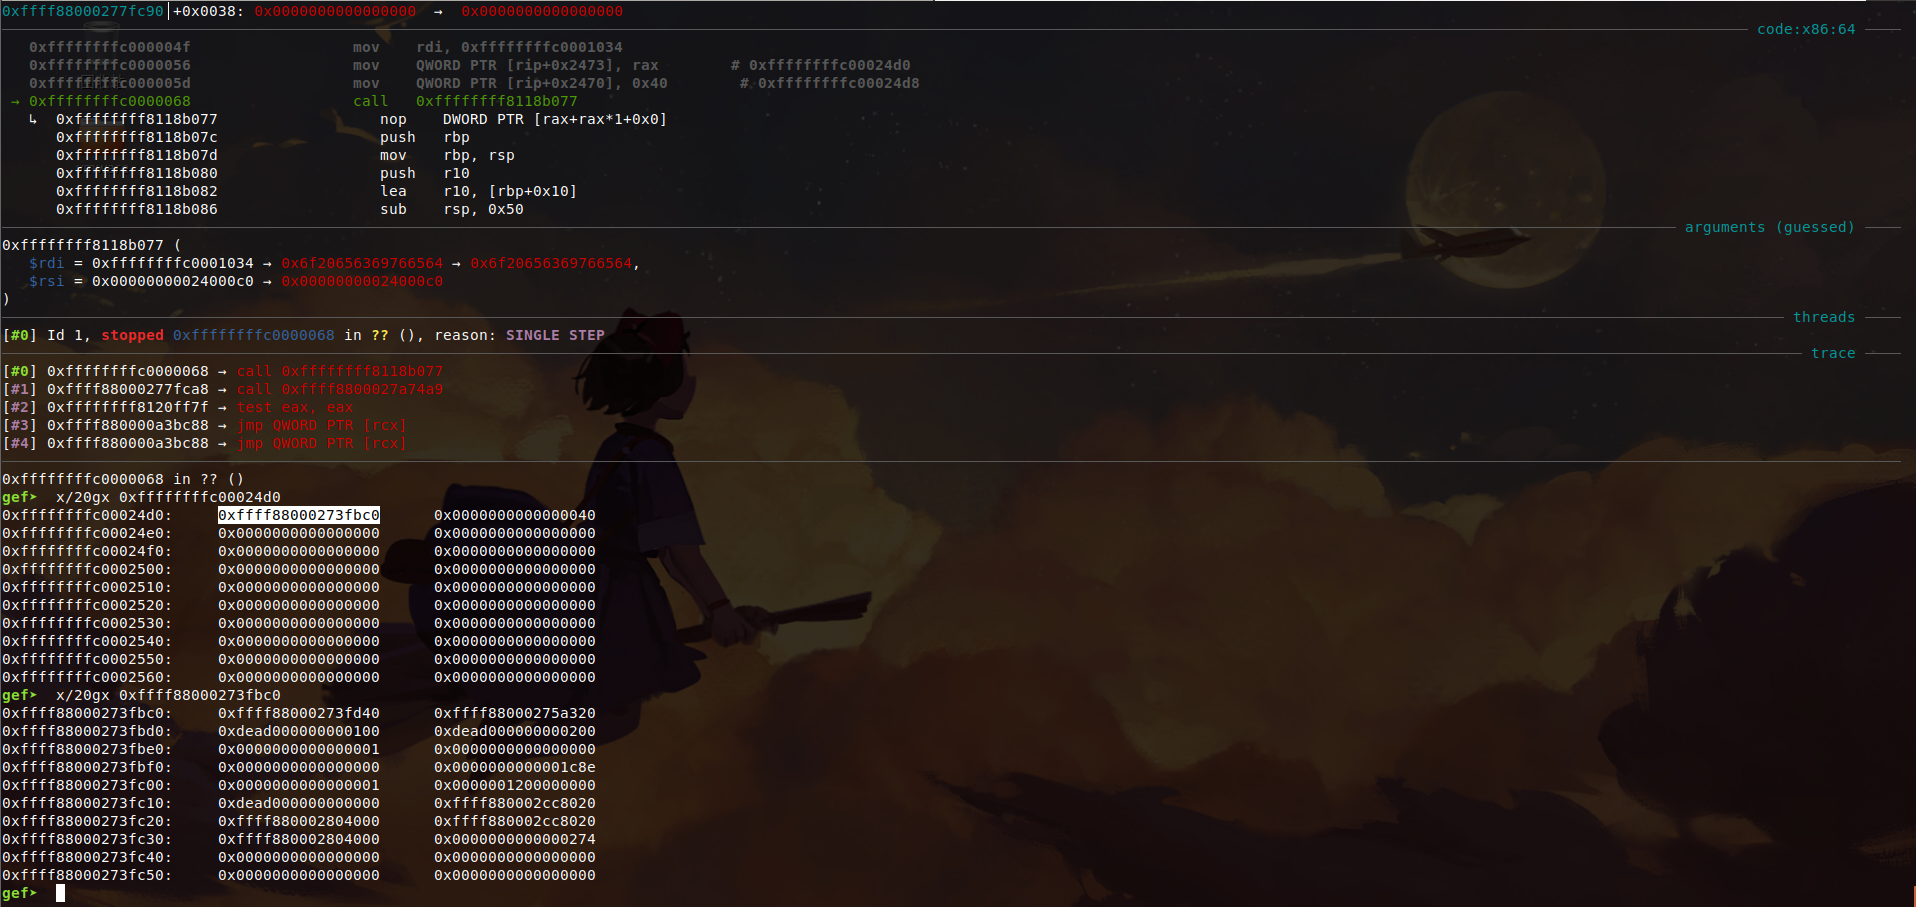 0xffff88000277fc90│+0x0038: 0x0000000000000000 → 0x0000000000000000
code:x86:64
0xffffffffc000004f mov rdi, 0xffffffffc0001034
0xffffffffc0000056 mov QWORD PTR [rip+0x2473], rax # 0xffffffffc00024d0
0xffffffffc000005d mov QWORD PTR [rip+0x2470], 0x40 # 0xffffffffc00024d8
→ 0xffffffffc0000068 call 0xffffffff8118b077
↳ 0xffffffff8118b077 nop DWORD PTR [rax+rax*1+0x0]
0xffffffff8118b07c push rbp
0xffffffff8118b07d mov rbp, rsp
0xffffffff8118b080 push r10
0xffffffff8118b082 lea r10, [rbp+0x10]
0xffffffff8118b086 sub rsp, 0x50
arguments (guessed)
0xffffffff8118b077 (
$rdi = 0xffffffffc0001034 → 0x6f20656369766564 → 0x6f20656369766564,
$rsi = 0x00000000024000c0 → 0x00000000024000c0
)
threads
[#0] Id 1, stopped 0xffffffffc0000068 in ?? (), reason: SINGLE STEP
trace
[#0] 0xffffffffc0000068 → call 0xffffffff8118b077
[#1] 0xffff88000277fca8 → call 0xffff8800027a74a9
[#2] 0xffffffff8120ff7f → test eax, eax
[#3] 0xffff880000a3bc88 → jmp QWORD PTR [rcx]
[#4] 0xffff880000a3bc88 → jmp QWORD PTR [rcx]
0xffffffffc0000068 in ?? ()
gef➤ x/20gx 0xffffffffc00024d0
0xffffffffc00024d0: 0xffff88000273fbc0 0x0000000000000040
0xffffffffc00024e0: 0x0000000000000000 0x0000000000000000
0xffffffffc00024f0: 0x0000000000000000 0x0000000000000000
0xffffffffc0002500: 0x0000000000000000 0x0000000000000000
0xffffffffc0002510: 0x0000000000000000 0x0000000000000000
0xffffffffc0002520: 0x0000000000000000 0x0000000000000000
0xffffffffc0002530: 0x0000000000000000 0x0000000000000000
0xffffffffc0002540: 0x0000000000000000 0x0000000000000000
0xffffffffc0002550: 0x0000000000000000 0x0000000000000000
0xffffffffc0002560: 0x0000000000000000 0x0000000000000000
gef➤ x/20gx 0xffff88000273fbc0
0xffff88000273fbc0: 0xffff88000273fd40 0xffff88000275a320
0xffff88000273fbd0: 0xdead000000000100 0xdead000000000200
0xffff88000273fbe0: 0x0000000000000001 0x0000000000000000
0xffff88000273fbf0: 0x0000000000000000 0x0000000000001c8e
0xffff88000273fc00: 0x0000000000000001 0x0000001200000000
0xffff88000273fc10: 0xdead000000000000 0xffff880002cc8020
0xffff88000273fc20: 0xffff880002804000 0xffff880002cc8020
0xffff88000273fc30: 0xffff880002804000 0x0000000000000274
0xffff88000273fc40: 0x0000000000000000 0x0000000000000000
0xffff88000273fc50: 0x0000000000000000 0x0000000000000000
gef➤